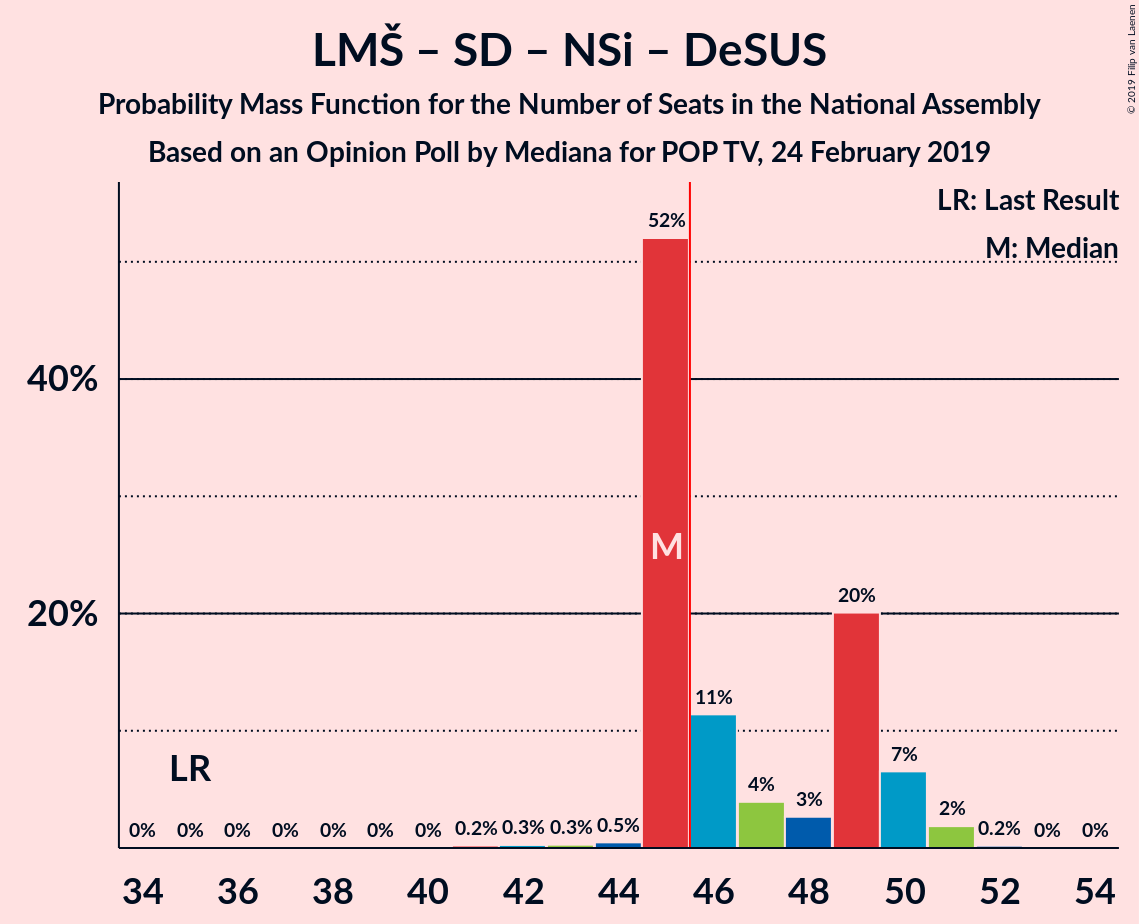 LMŠ – SD – NSi – DeSUS
Probability Mass Function for the Number of Seats in the National Assembly
Based on an Opinion Poll by Mediana for POP TV, 24 February 2019
© 2019 Filip van Laenen
LR: Last Result
M: Median
52%
40%
M
20%
20%
11%
LR
7%
4%
3%
2%
0% 0% 0% 0% 0% 0% 0% 0.2% 0.3% 0.3% 0.5% 0.2% 0% 0%
34 36 38 40 42 44 46 48 50 52 54